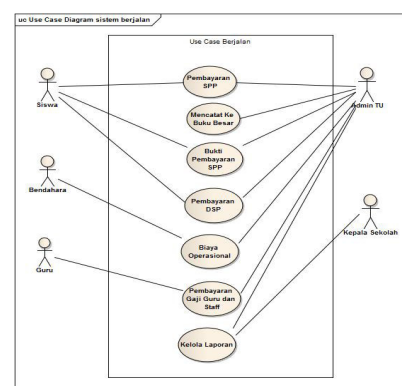 uc Use Case Diagram sistem berjalan
Use Case Berjalan
Siswa
Pembayaran
SPP
Admin TU
Mencatat Ke
Buku Besar
Bukti
Pembayaran
SPP
Bendahara
Pembayaran
DSP
Kepala Sekolah
Guru
Biaya
Operasional
Pembayaran
Gaji Guru dan
Staff
Kelola Laporan